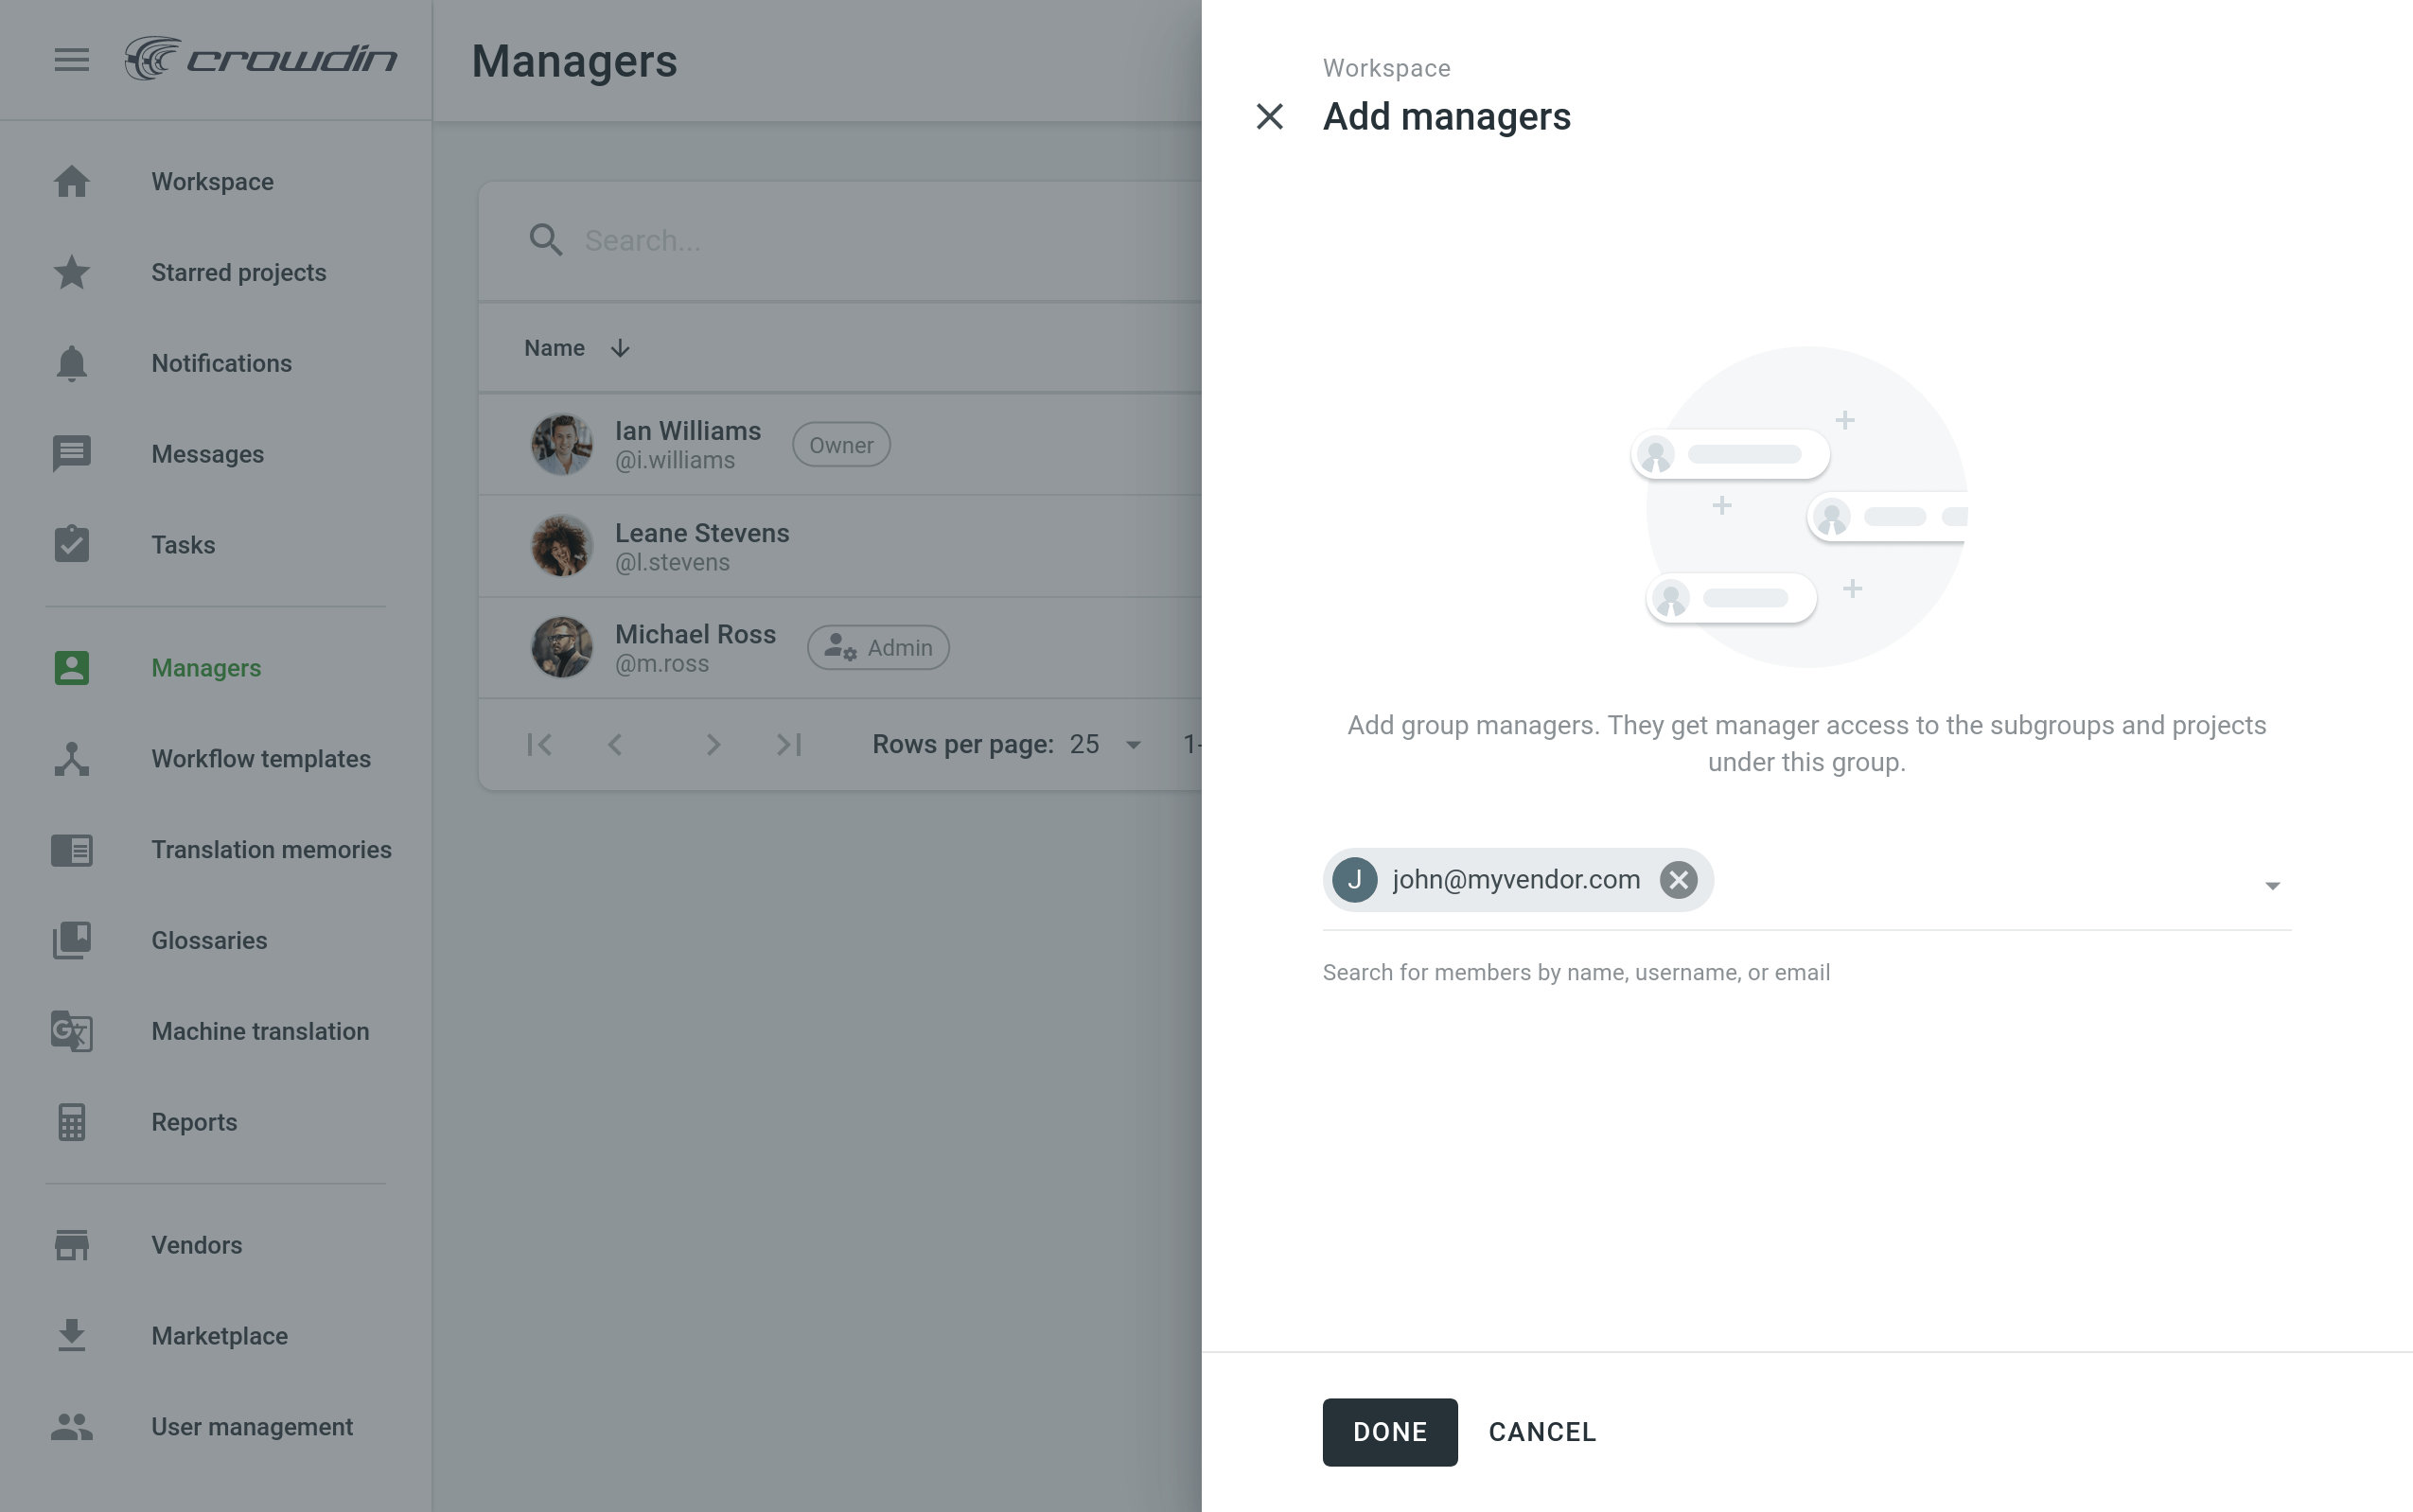 crowdin
Workspace
Starred projects
Notifications
Messages
Tasks
Managers
Workflow templates
Translation memories
Glossaries
Machine translation
Reports
Vendors
Marketplace
User management
Managers
Search...
Name
Ian Williams
Owner
@i.williams
Leane Stevens
@l.stevens
Michael Ross
Admin
@m.ross
Rows per page: 25
1-
Workspace
Add managers
Add group managers. They get manager access to the subgroups and projects
under this group.
J john@myvendor.com
Search for members by name, username, or email
DONE CANCEL